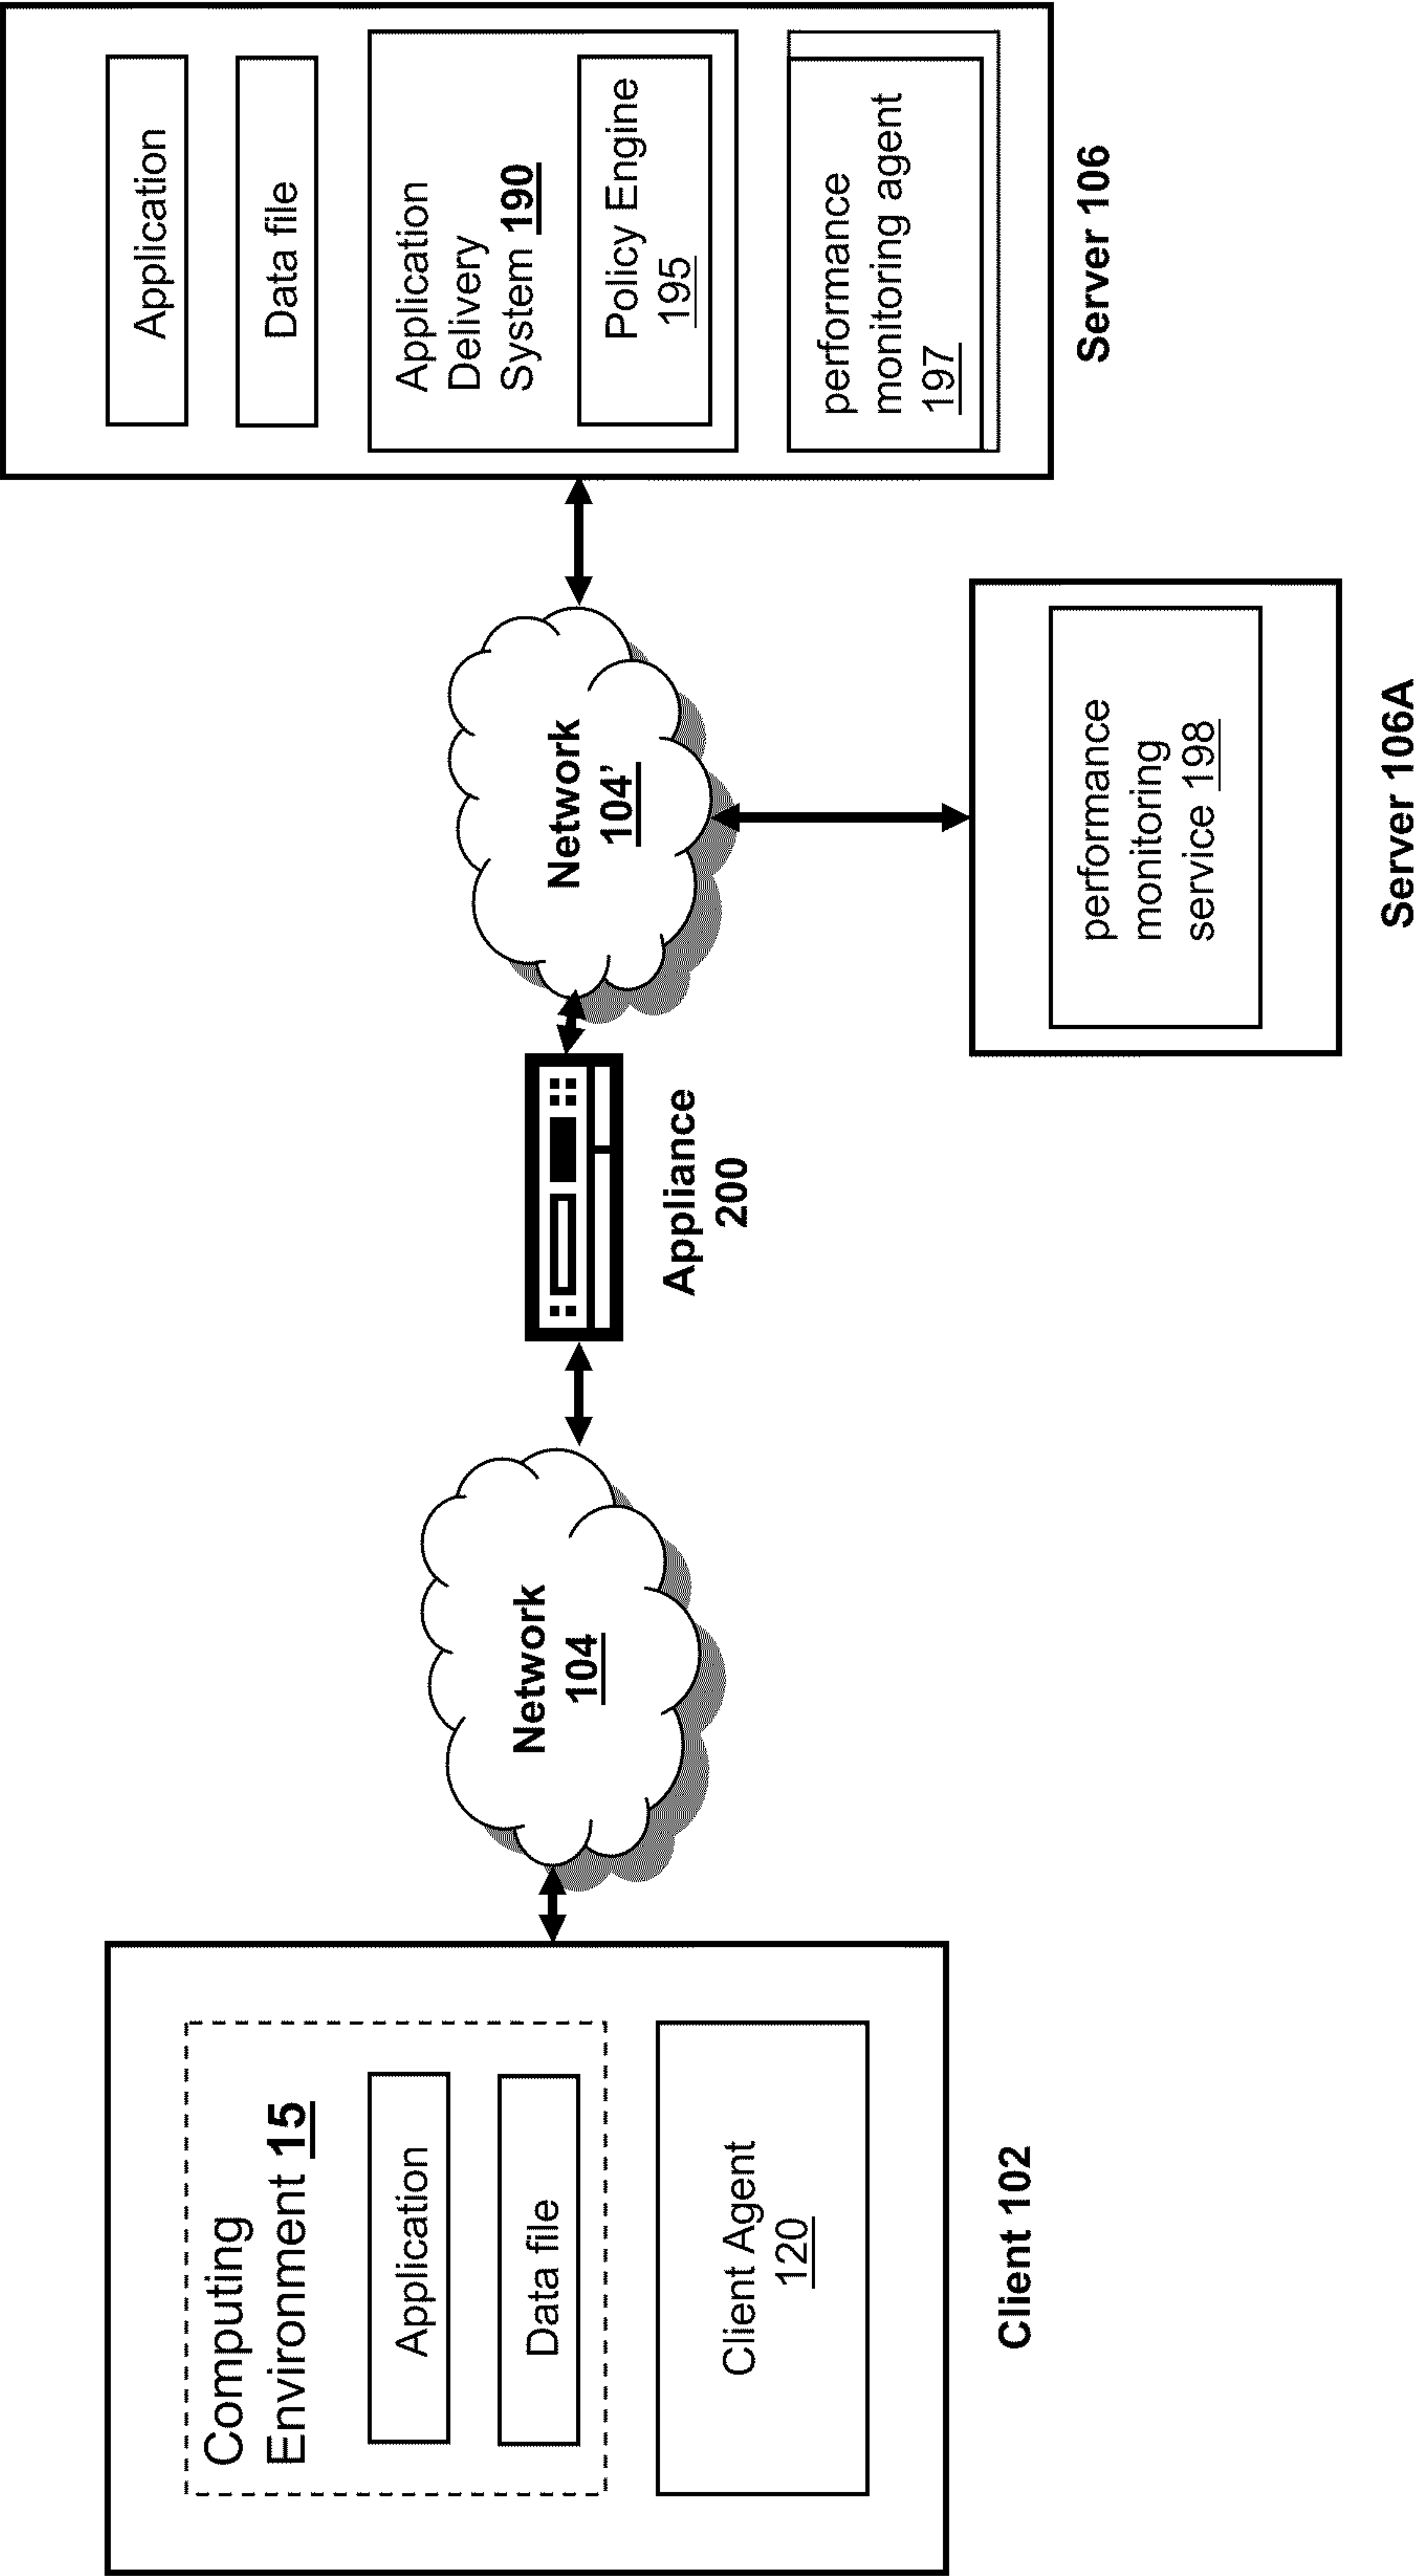 Computing
Environment 15
Application
Data file
Client Agent
120
Client 102
Network
104
Appliance
200
Network
104’
performance
monitoring
service 198
Server 106A
Application
Data file
Application
Delivery
System 190
Policy Engine
195
performance
monitoring agent
197
Server 106